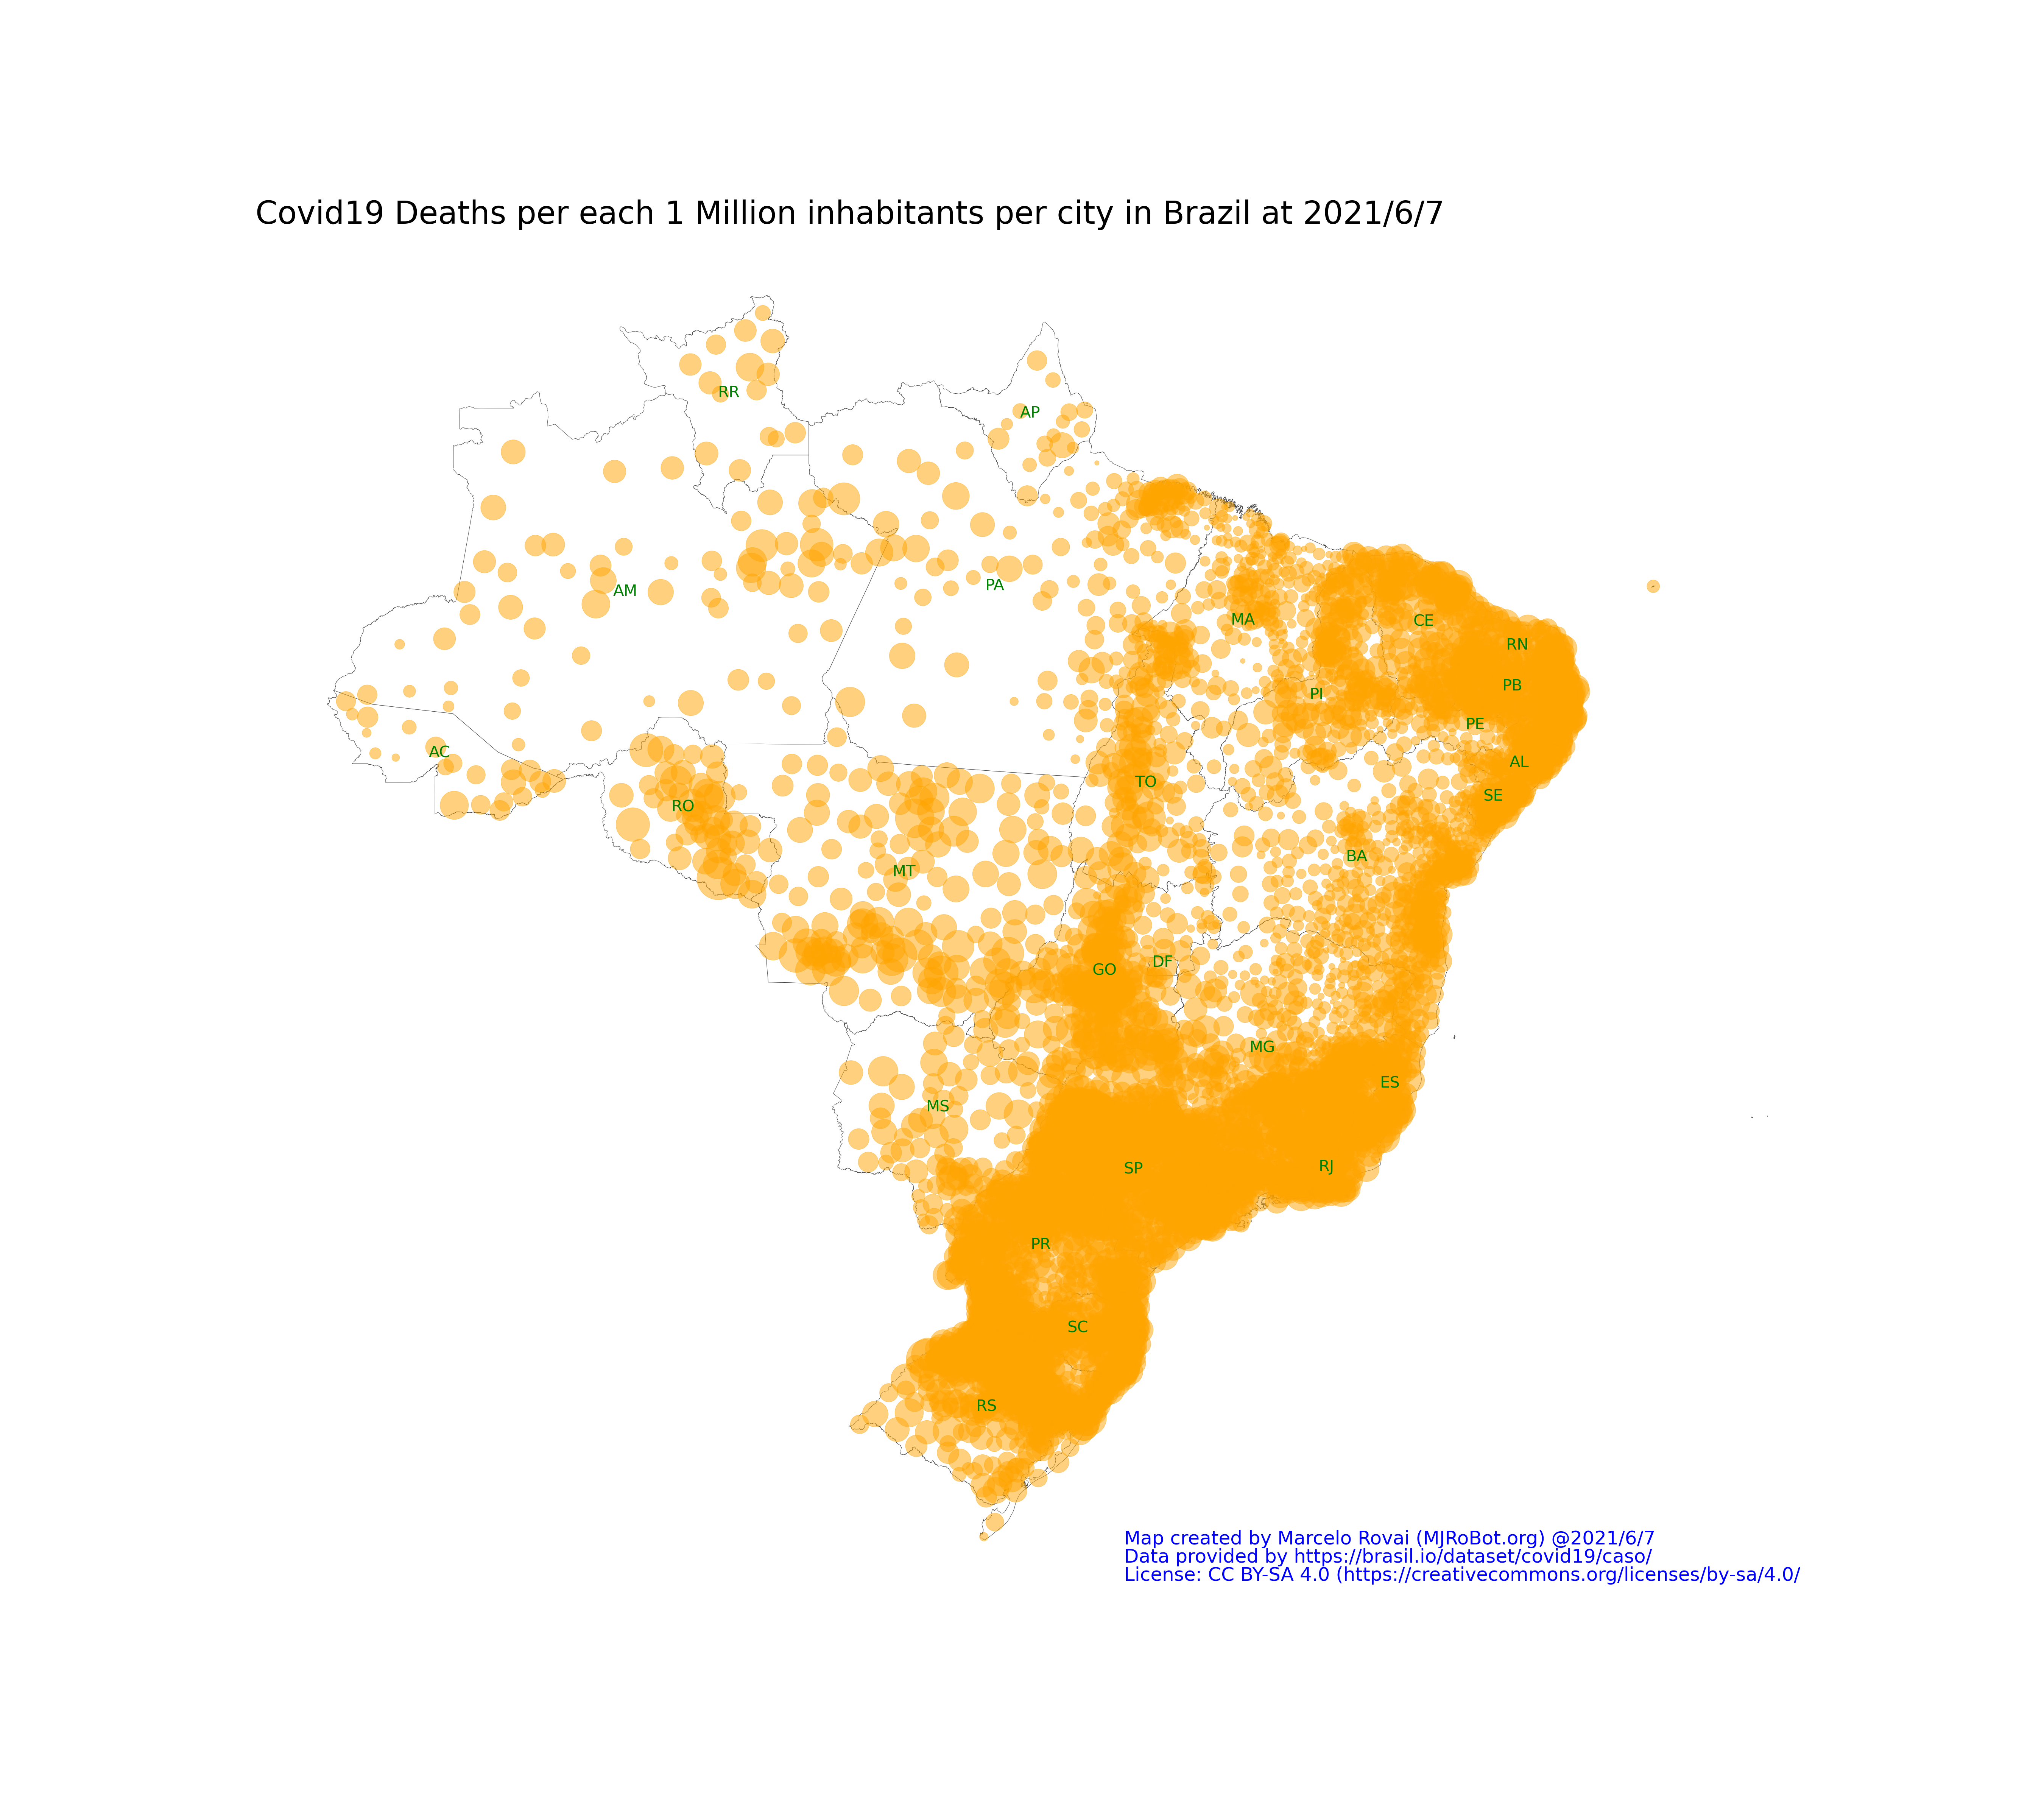 Covid19 Deaths per each 1 Million inhabitants per city in Brazil at 2021/6/7
RR
AP
AM
PA
MA
CE
RN
PB
PI
PE
AC
AL
TO
SE
RO
BA
MT
DF
GO
MG
ES
MS
RJ
SP
PR
SC
RS
Map created by Marcelo Rovai (MJRoBot.org) @2021/6/7
Data provided by https://brasil.io/dataset/covid19/caso/
License: CC BY-SA 4.0 (https://creativecommons.org/licenses/by-sa/4.0/